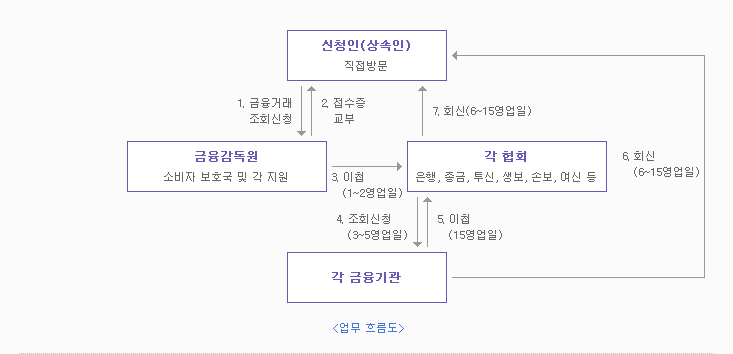 신청인(상속인)
직접방문
1. 금융거래
조회신청
2. 접수증
교부
7. 회신(6~15영업일)
금융감독원
소비자 보호국 및 각 지원
3. 이첩
(1~2영업일)
각 협회
은행, 종금, 투신, 생보, 손보, 여신 등
6. 회신
(6~15영업일)
4. 조회신청
(3~5영업일)
5. 이첩
(15영업일)
각 금융기관
<업무 흐름도>